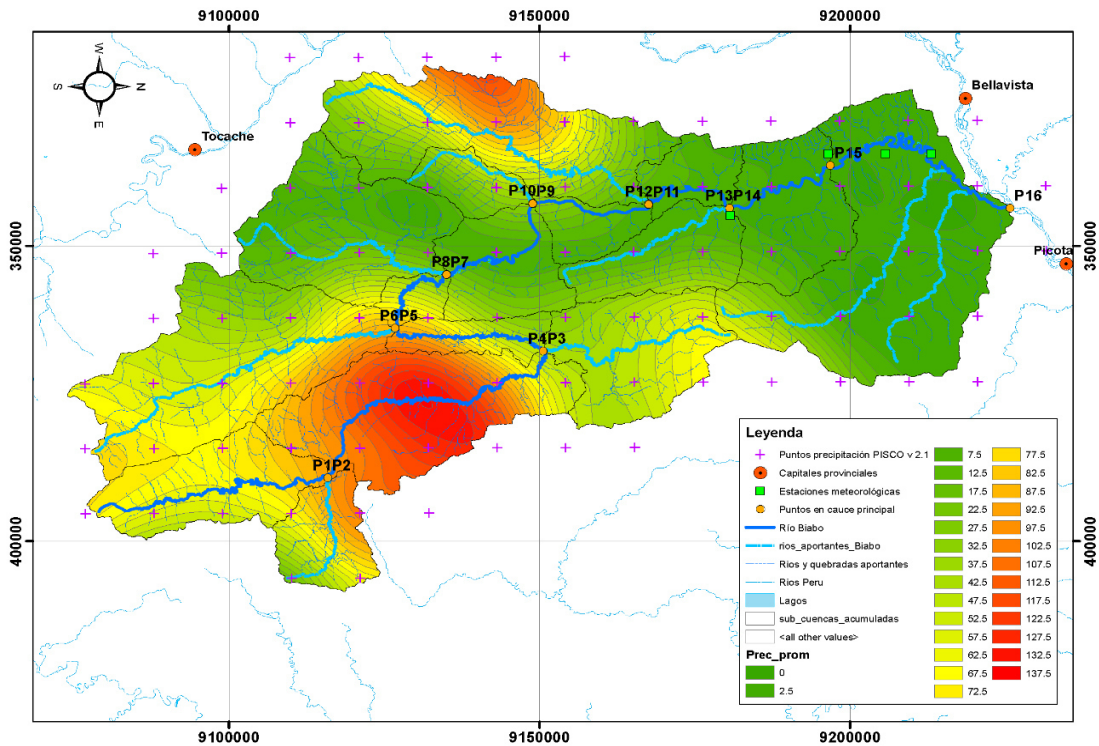 9100000 9150000 9200000
W
S N
E
Bellavista
Tocache
P15
P10P9 P12P11 P13P14 P16
350000 Picota 350000
P8P7
P6P5
P4P3
P1P2
400000 400000
Leyenda
Puntos precipitación PISCO v 2.1
Capitales provinciales
Estaciones meteorológicas
Puntos en cauce principal
Río Biabo
rios_aportantes_Biabo
Rios y quebradas aportantes
Rios Peru
Lagos
sub_cuencas_acumuladas
<all other values>
Prec_prom
0
2.5
7.5
12.5
17.5
22.5
27.5
32.5
37.5
42.5
47.5
52.5
57.5
62.5
67.5
72.5
77.5
82.5
87.5
92.5
97.5
102.5
107.5
112.5
117.5
122.5
127.5
132.5
137.5
9100000 9150000 9200000